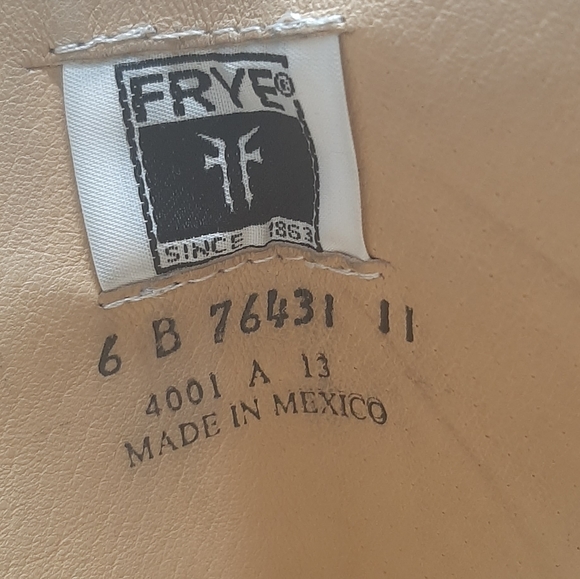 FRYE®
SINCE 1863
6 B 76431 11
4001 A 13
MADE IN MEXICO